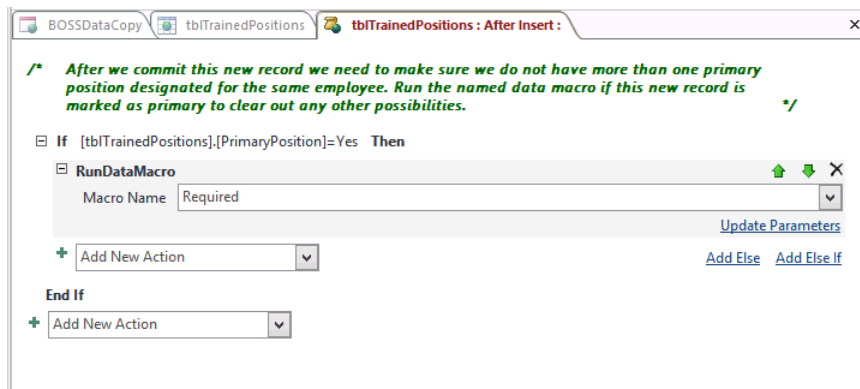 BOSSDataCopy tblTrainedPositions tblTrainedPositions : After Insert :
/* After we commit this new record we need to make sure we do not have more than one primary
position designated for the same employee. Run the named data macro if this new record is
marked as primary to clear out any other possibilities. */
If [tblTrainedPositions].[PrimaryPosition]=Yes Then
RunDataMacro
Macro Name Required
Update Parameters
Add New Action Add Else Add Else If
End If
Add New Action